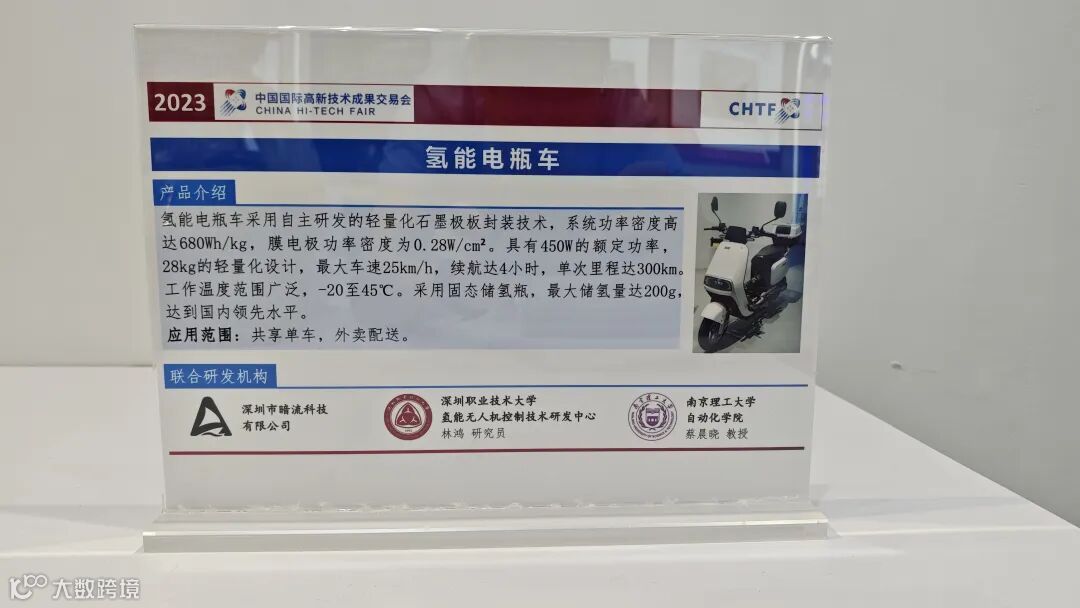 2023
中国国际高新技术成果交易会
CHINA HI-TECH FAIR
CHTF
氢能电瓶车
产品介绍
氢能电瓶车采用自主研发的轻量化石墨极板封装技术，系统功率密度高
达680Wh/kg，膜电极功率密度为0.28W/cm²。具有450W的额定功率，
28kg的轻量化设计，最大车速25km/h，续航达4小时，单次里程达300km。
工作温度范围广泛，-20至45℃。采用固态储氢瓶，最大储氢量达200g，
达到国内领先水平。
应用范围：共享单车，外卖配送。
联合研发机构
深圳市暗流科技
有限公司
深圳职业技术大学
氢能无人机控制技术研发中心
林鸿 研究员
南京理工大学
自动化学院
蔡晨晓 教授
大数跨境